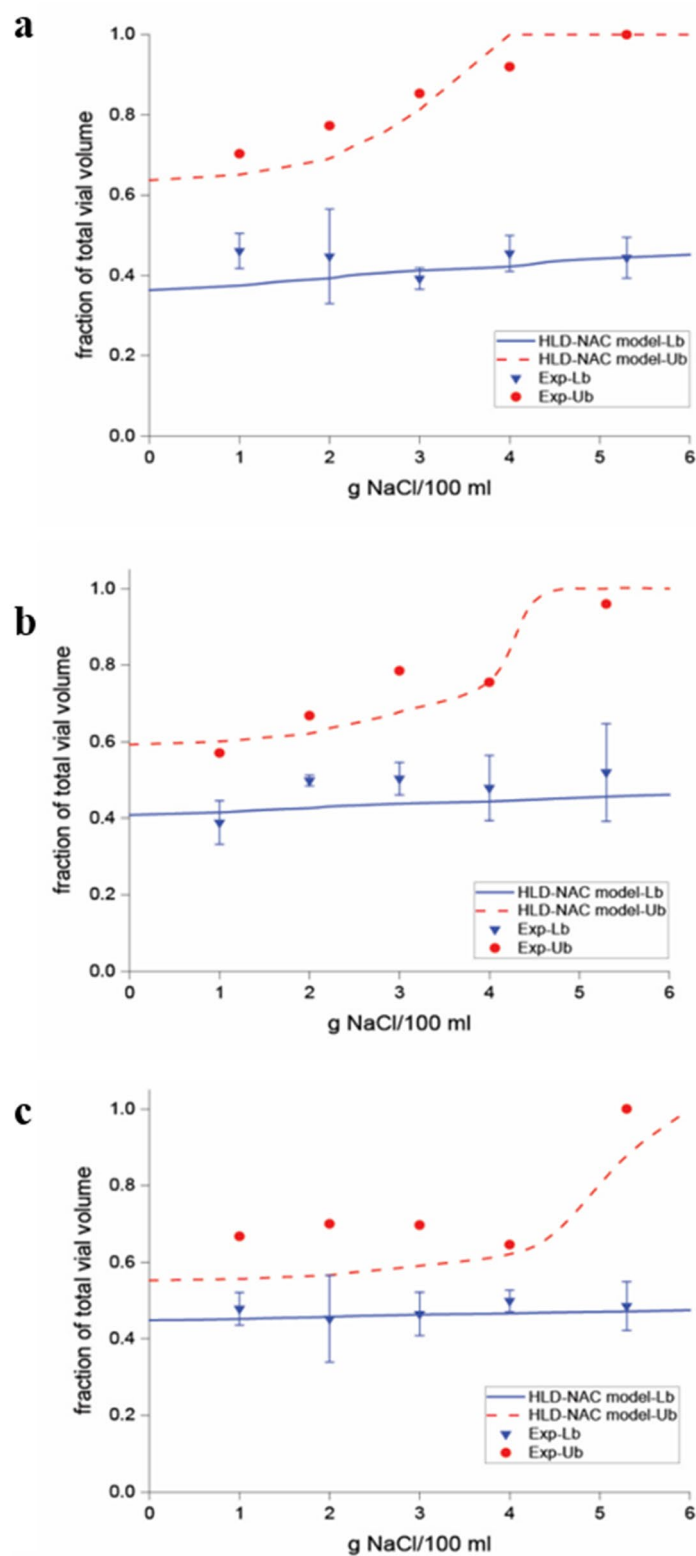 a
1.0
0.8
0.6
0.4
0.2
0.0
fraction of total vial volume
HLD-NAC model-Lb
HLD-NAC model-Ub
Exp-Lb
Exp-Ub
0 1 2 3 4 5 6
g NaCl/100 ml
b
1.0
0.8
0.6
0.4
0.2
0.0
fraction of total vial volume
HLD-NAC model-Lb
HLD-NAC model-Ub
Exp-Lb
Exp-Ub
0 1 2 3 4 5 6
g NaCl/100 ml
c
1.0
0.8
0.6
0.4
0.2
0.0
fraction of total vial volume
HLD-NAC model-Lb
HLD-NAC model-Ub
Exp-Lb
Exp-Ub
0 1 2 3 4 5 6
g NaCl/100 ml